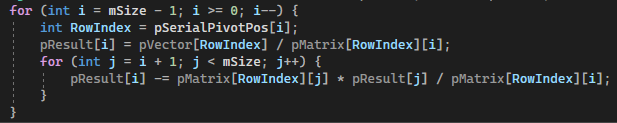 for (int i = mSize - 1; i >= 0; i--) {
    int RowIndex = pSerialPivotPos[i];
    pResult[i] = pVector[RowIndex] / pMatrix[RowIndex][i];
    for (int j = i + 1; j < mSize; j++) {
        pResult[i] -= pMatrix[RowIndex][j] * pResult[j] / pMatrix[RowIndex][i];
    }
}